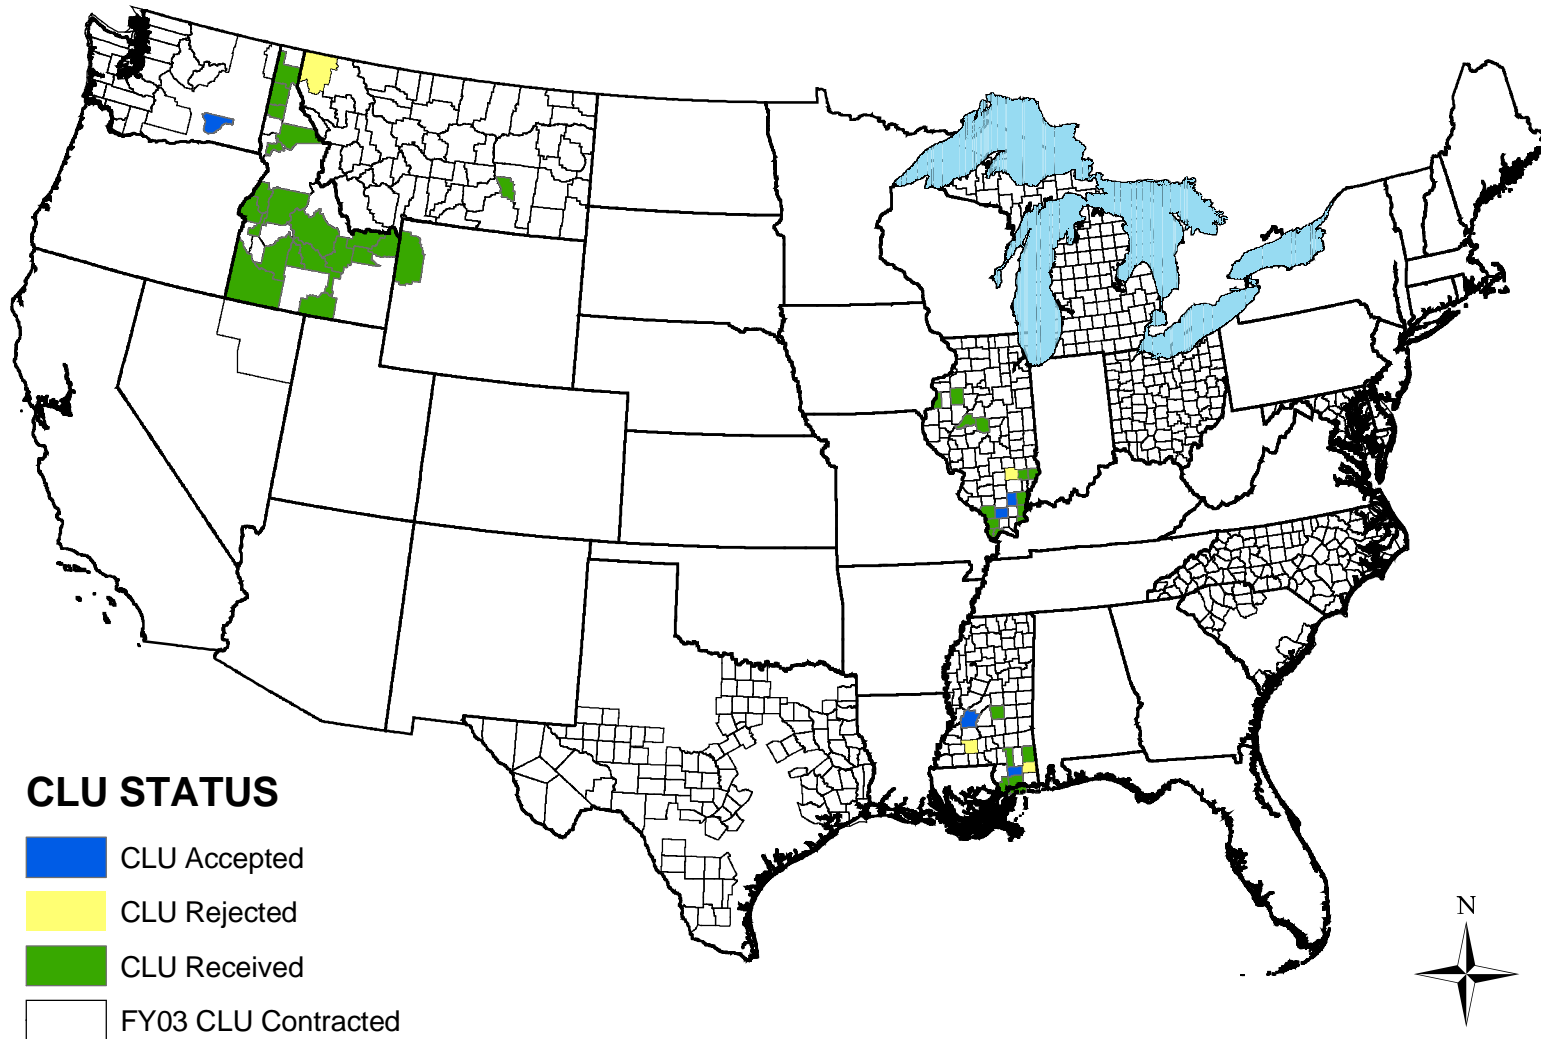 CLU STATUS
CLU Accepted
CLU Rejected
CLU Received
FY03 CLU Contracted
N